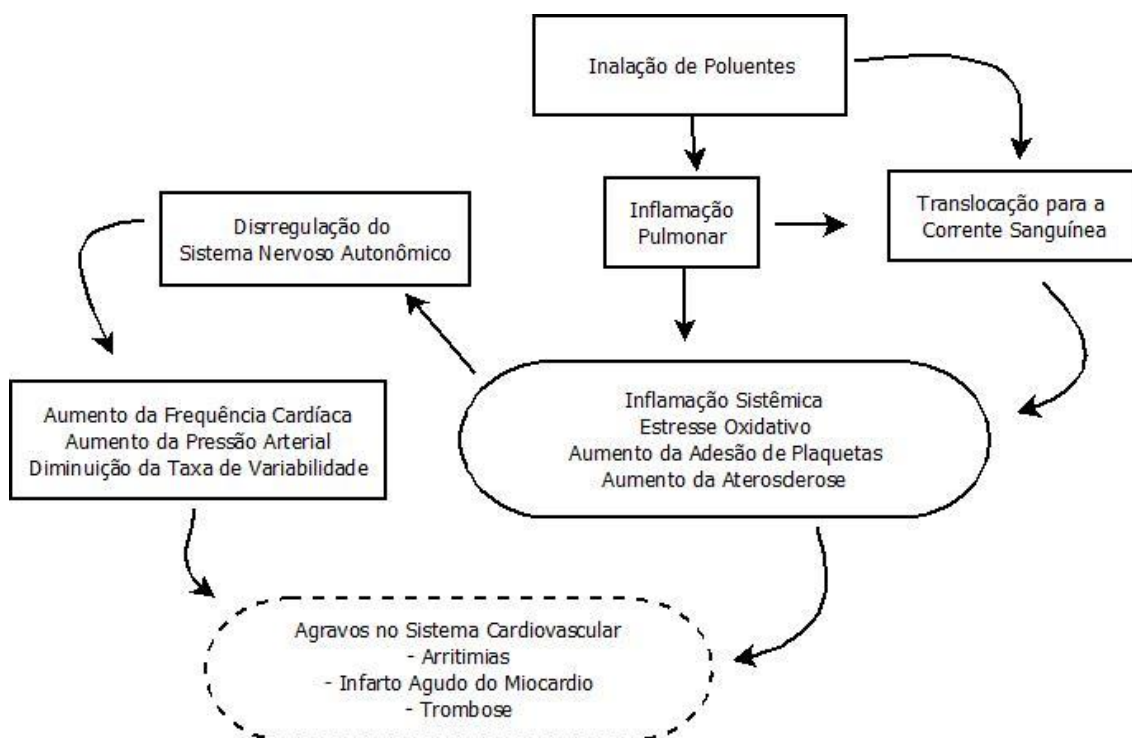 Inalação de Poluentes
Inflamação
Pulmonar
Translocação para a
Corrente Sanguínea
Disrregulação do
Sistema Nervoso Autonômico
Aumento da Frequência Cardíaca
Aumento da Pressão Arterial
Diminuição da Taxa de Variabilidade
Inflamação Sistêmica
Estresse Oxidativo
Aumento da Adesão de Plaquetas
Aumento da Aterosderose
Agravos no Sistema Cardiovascular
- Arritimias
- Infarto Agudo do Miocardio
- Trombose